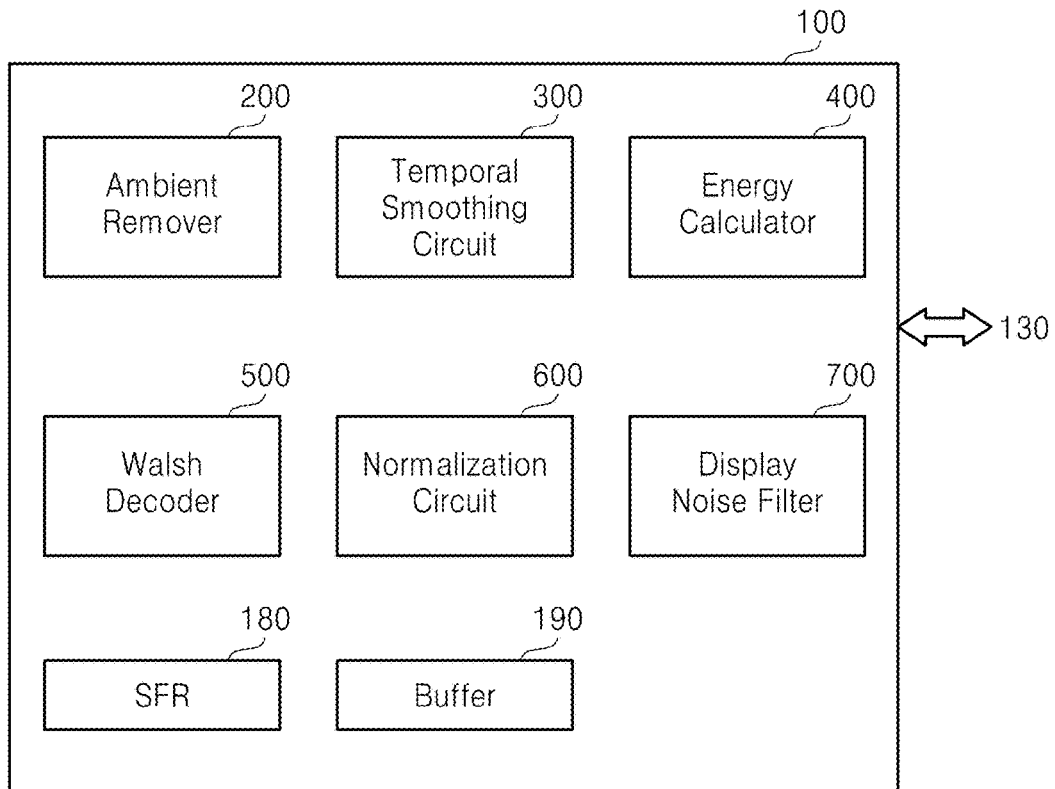 100
200
300
400
Ambient
Remover
Temporal
Smoothing
Circuit
Energy
Calculator
130
500
600
700
Walsh
Decoder
Normalization
Circuit
Display
Noise Filter
180
190
SFR
Buffer